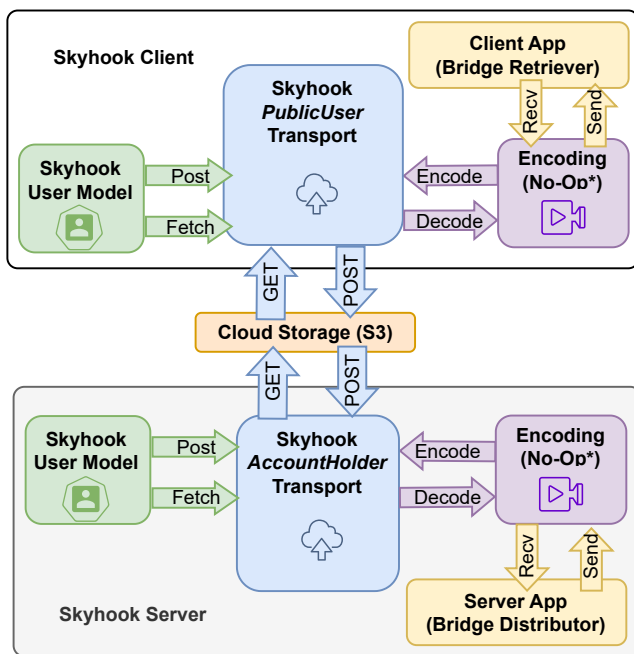 Skyhook Client
Client App
(Bridge Retriever)
Skyhook
PublicUser
Transport
Recv
Send
Skyhook
User Model
Post
Fetch
Encode
Decode
Encoding
(No-Op*)
GET
POST
Cloud Storage (S3)
GET
POST
Skyhook
User Model
Post
Fetch
Skyhook
AccountHolder
Transport
Encode
Decode
Encoding
(No-Op*)
Recv
Send
Skyhook Server
Server App
(Bridge Distributor)